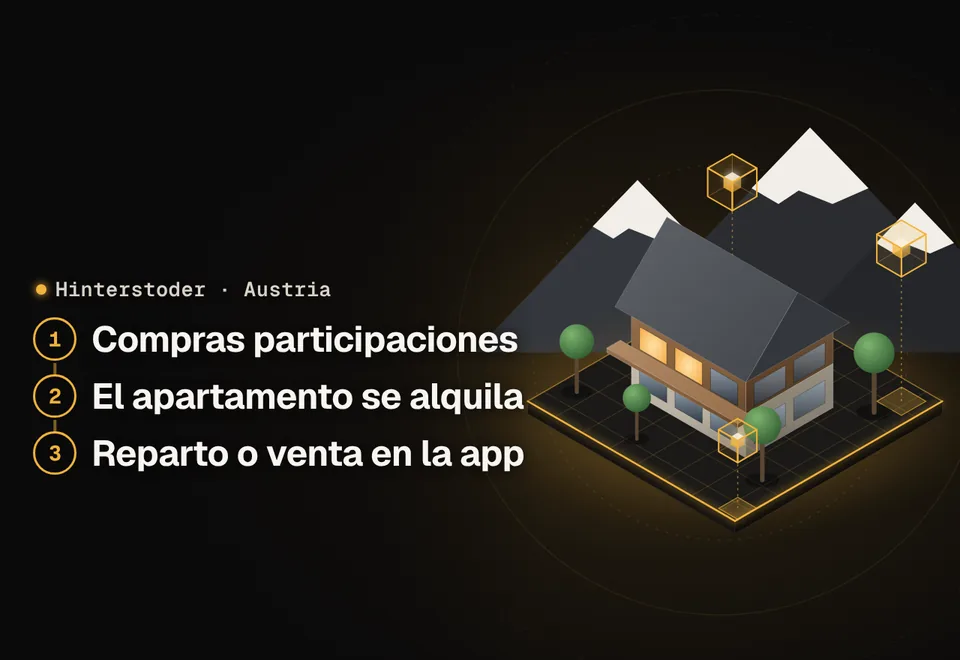 Hinterstoder · Austria
1 Compras participaciones
2 El apartamento se alquila
3 Reparto o venta en la app